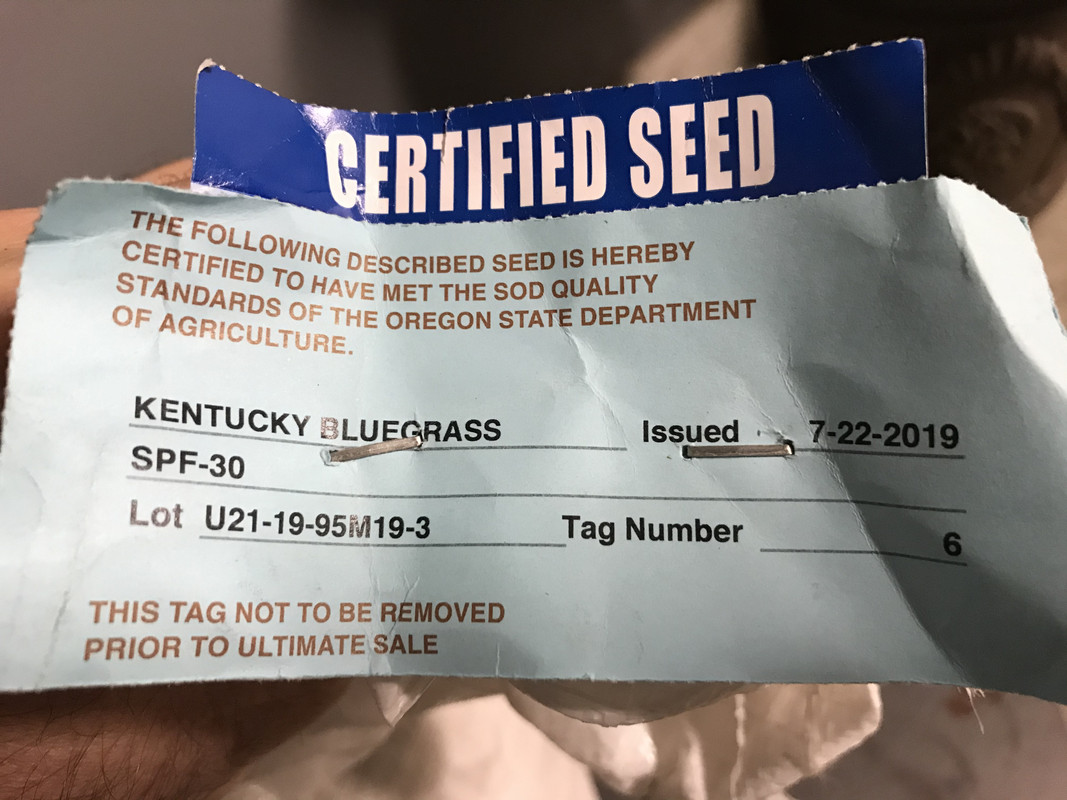 CERTIFIED SEED
THE FOLLOWING DESCRIBED SEED IS HEREBY
CERTIFIED TO HAVE MET THE SOD QUALITY
STANDARDS OF THE OREGON STATE DEPARTMENT
OF AGRICULTURE.
KENTUCKY BLUEGRASS Issued 7-22-2019
SPF-30
Lot U21-19-95M19-3 Tag Number 6
THIS TAG NOT TO BE REMOVED
PRIOR TO ULTIMATE SALE